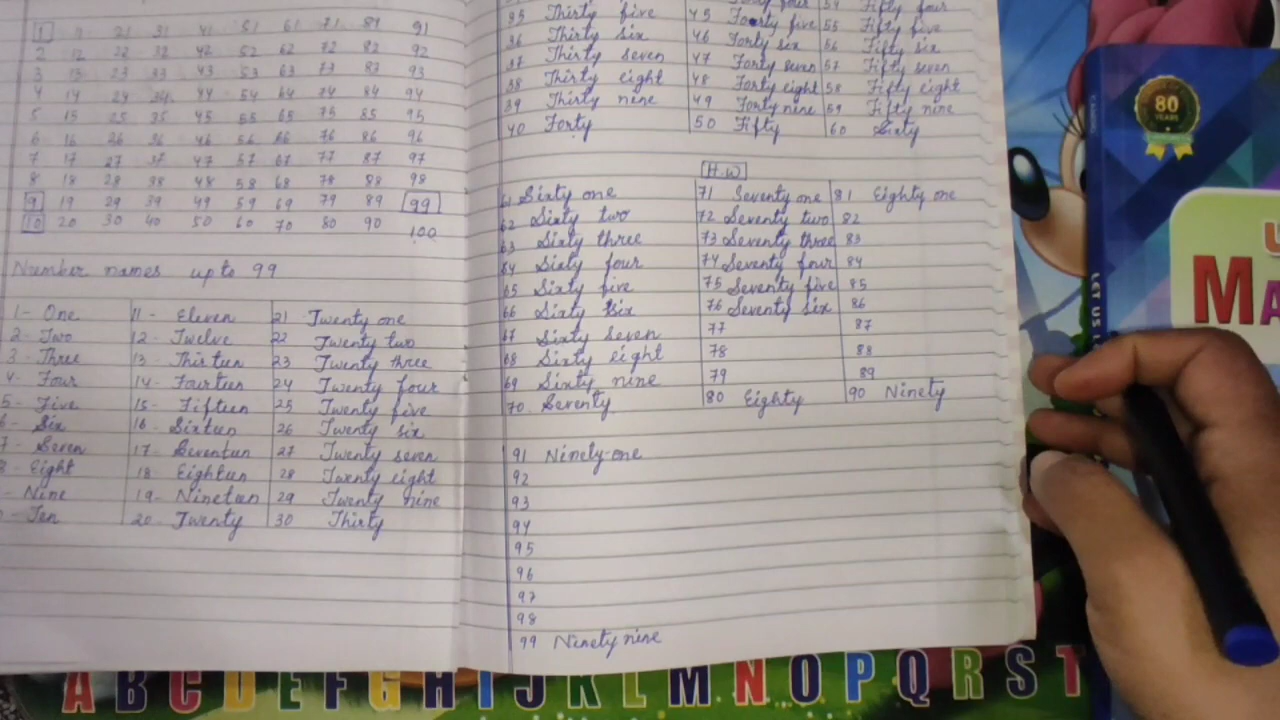 1 11 21 31 41 51 61 71 81 91
2 12 22 32 42 52 62 72 82 92
3 13 23 33 43 53 63 73 83 93
4 14 24 34 44 54 64 74 84 94
5 15 25 35 45 55 65 75 85 95
6 16 26 36 46 56 66 76 86 96
7 17 27 37 47 57 67 77 87 97
8 18 28 38 48 58 68 78 88 98
9 19 29 39 49 59 69 79 89 99
10 20 30 40 50 60 70 80 90 100
Number names up to 99
1- One 11- Eleven 21 Twenty one
2- Two 12- Twelve 22 Twenty two
3- Three 13- Thirteen 23 Twenty three
4- Four 14- Fourteen 24 Twenty four
5- Five 15- Fifteen 25 Twenty five
6- Six 16- Sixteen 26 Twenty six
7- Seven 17- Seventeen 27 Twenty seven
Eight 18- Eighteen 28 Twenty eight
- Nine 19- Nineteen 29 Twenty nine
- Ten 20- Twenty 30 Thirty
35 Thirty five 45 Forty five 55 Fifty five
36 Thirty six 46 Forty six 56 Fifty six
37 Thirty seven 47 Forty seven 57 Fifty seven
38 Thirty eight 48 Forty eight 58 Fifty eight
39 Thirty nine 49 Forty nine 59 Fifty nine
40 Forty 50 Fifty 60 Sixty
H.W
61 Sixty one 71 Seventy one 81 Eighty one
62 Sixty two 72 Seventy two 82
63 Sixty three 73 Seventy three 83
64 Sixty four 74 Seventy four 84
65 Sixty five 75 Seventy five 85
66 Sixty six 76 Seventy six 86
67 Sixty seven 77 87
68 Sixty eight 78 88
69 Sixty nine 79 89
70 Seventy 80 Eighty 90 Ninety
91 Ninety one
92
93
94
95
96
97
98
99 Ninety nine
80
YEARS
LET US
MA
A B C D E F G H I J K L M N O P Q R S T